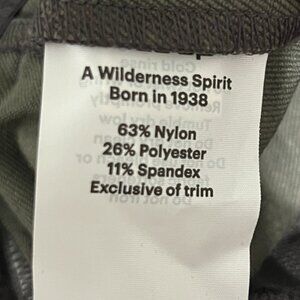 A Wilderness Spirit
Born in 1938
63% Nylon
26% Polyester
11% Spandex
Exclusive of trim